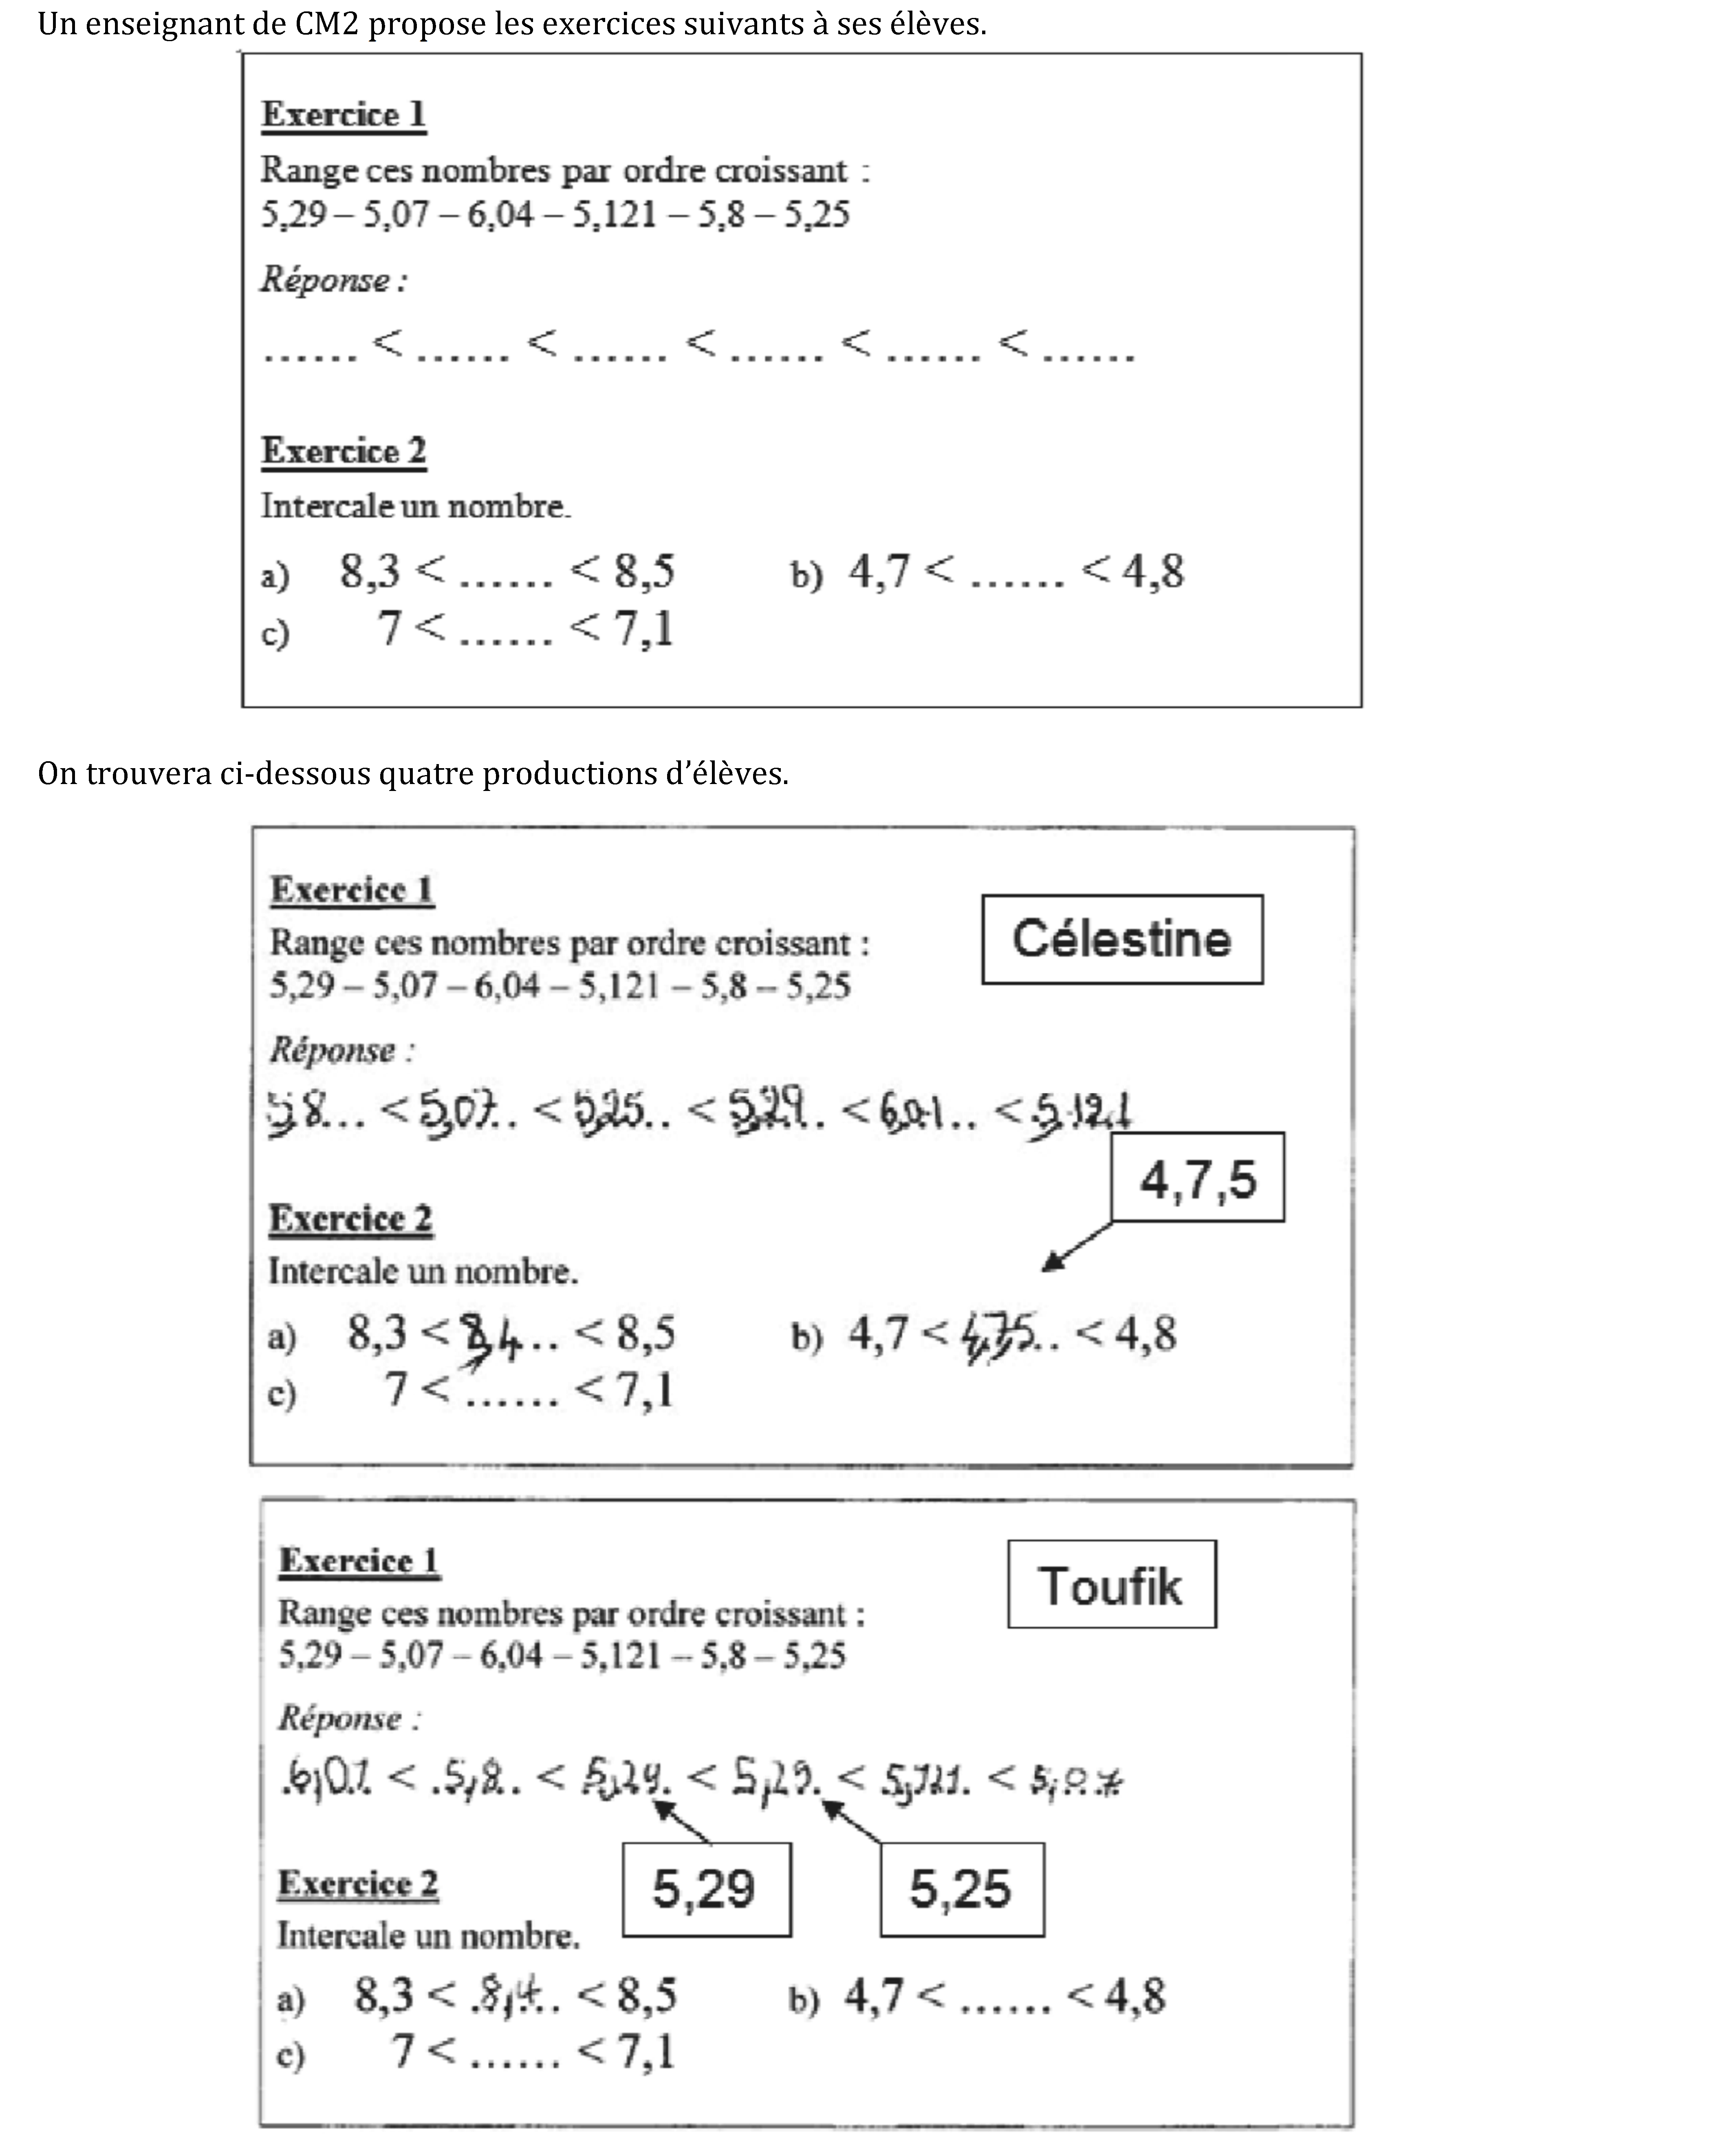 Un enseignant de CM2 propose les exercices suivants à ses élèves.
Exercice 1
Range ces nombres par ordre croissant :
5,29 – 5,07 – 6,04 – 5,121 – 5,8 – 5,25
Réponse :
...... < ...... < ...... < ...... < ...... < ......
Exercice 2
Intercale un nombre.
a) 8,3 < ...... < 8,5 b) 4,7 < ...... < 4,8
c) 7 < ...... < 7,1
On trouvera ci-dessous quatre productions d’élèves.
Exercice 1
Célestine
Range ces nombres par ordre croissant :
5,29 – 5,07 – 6,04 – 5,121 – 5,8 – 5,25
Réponse :
5,8... < 5,07.. < 5,25.. < 5,29.. < 6,04.. < 5,121
4,7,5
Exercice 2
Intercale un nombre.
a) 8,3 < 8,4.. < 8,5 b) 4,7 < 4,7,5.. < 4,8
c) 7 < ...... < 7,1
Exercice 1
Toufik
Range ces nombres par ordre croissant :
5,29 – 5,07 – 6,04 – 5,121 – 5,8 – 5,25
Réponse :
< .5,8.. < 5,29. < 5,25. < 5,121. < 5,0.7
5,29 5,25
Exercice 2
Intercale un nombre.
a) 8,3 < .8,4.. < 8,5 b) 4,7 < ...... < 4,8
c) 7 < ...... < 7,1